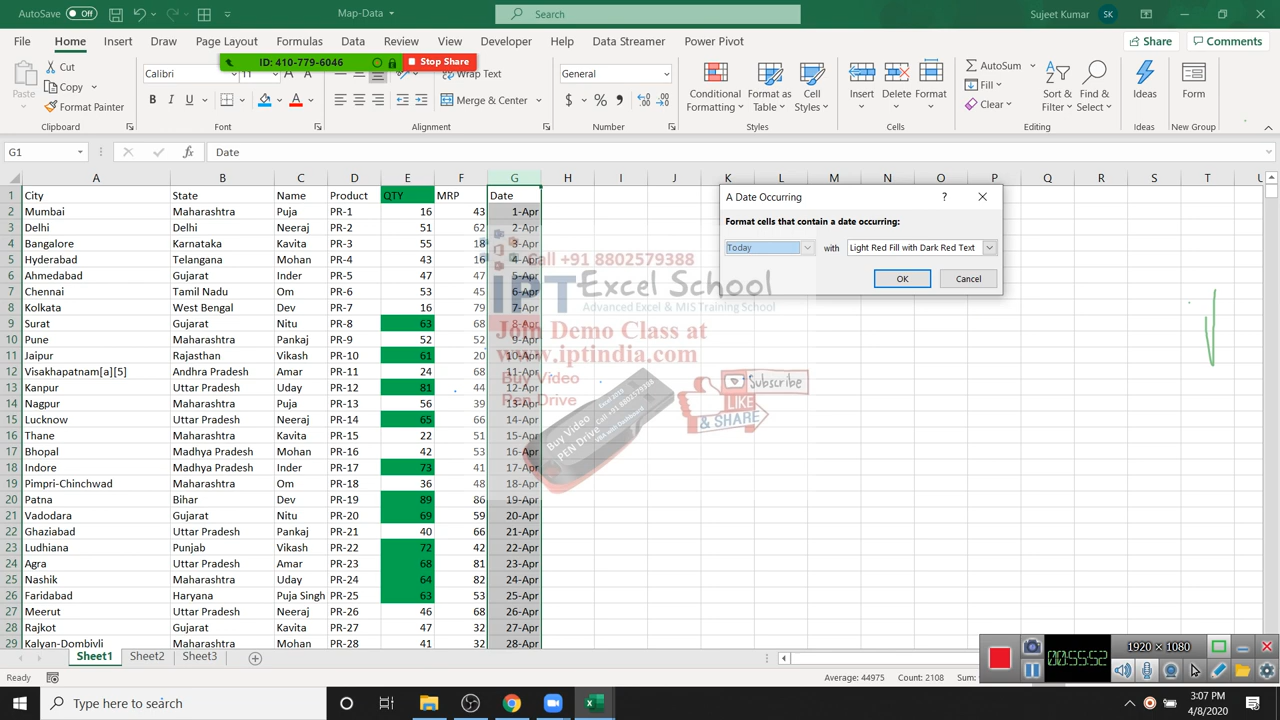 AutoSave Off Map-Data Search Sujeet Kumar SK
File Home Insert Draw Page Layout Formulas Data Review View Developer Help Data Streamer Power Pivot Share Comments
ID: 410-779-6046 Stop Share
Paste Cut Copy Format Painter
Calibri 11 Wrap Text Merge & Center General
Conditional Formatting Format as Table Cell Styles Insert Delete Format AutoSum Fill Clear Sort & Filter Find & Select Ideas Form
Clipboard Font Alignment Number Styles Cells Editing Ideas New Group
G1 fx Date
A B C D E F G H I J K L M N O P Q R S T U
1 City State Name Product QTY MRP Date
2 Mumbai Maharashtra Puja PR-1 16 43 1-Apr
3 Delhi Delhi Neeraj PR-2 51 62 2-Apr
4 Bangalore Karnataka Kavita PR-3 55 18 3-Apr
5 Hyderabad Telangana Mohan PR-4 43 16 4-Apr
6 Ahmedabad Gujarat Inder PR-5 47 47 5-Apr
7 Chennai Tamil Nadu Om PR-6 53 45 6-Apr
8 Kolkata West Bengal Dev PR-7 16 79 7-Apr
9 Surat Gujarat Nitu PR-8 63 68 8-Apr
10 Pune Maharashtra Pankaj PR-9 52 52 9-Apr
11 Jaipur Rajasthan Vikash PR-10 61 20 10-Apr
12 Visakhapatnam[a][5] Andhra Pradesh Amar PR-11 24 68 11-Apr
13 Kanpur Uttar Pradesh Uday PR-12 81 44 12-Apr
14 Nagpur Maharashtra Puja PR-13 56 39 13-Apr
15 Lucknow Uttar Pradesh Neeraj PR-14 65 66 14-Apr
16 Thane Maharashtra Kavita PR-15 22 51 15-Apr
17 Bhopal Madhya Pradesh Mohan PR-16 42 53 16-Apr
18 Indore Madhya Pradesh Inder PR-17 73 41 17-Apr
19 Pimpri-Chinchwad Maharashtra Om PR-18 36 48 18-Apr
20 Patna Bihar Dev PR-19 89 86 19-Apr
21 Vadodara Gujarat Nitu PR-20 69 59 20-Apr
22 Ghaziabad Uttar Pradesh Pankaj PR-21 40 66 21-Apr
23 Ludhiana Punjab Vikash PR-22 72 42 22-Apr
24 Agra Uttar Pradesh Amar PR-23 68 81 23-Apr
25 Nashik Maharashtra Uday PR-24 64 82 24-Apr
26 Faridabad Haryana Puja Singh PR-25 63 53 25-Apr
27 Meerut Uttar Pradesh Neeraj PR-26 46 68 26-Apr
28 Rajkot Gujarat Kavita PR-27 47 32 27-Apr
29 Kalyan-Dombivli Maharashtra Mohan PR-28 41 32 28-Apr
A Date Occurring ?
Format cells that contain a date occurring:
Today with Light Red Fill with Dark Red Text
OK Cancel
Call +91 8802579388
iPT Excel School
Advanced Excel & MIS Training School
Join Demo Class at
www.iptindia.com
Buy Video
Pen Drive
Buy Video
PEN Drive
Subscribe
LIKE
& SHARE
Sheet1 Sheet2 Sheet3
Ready Average: 44975 Count: 2108 Sum:
1920 × 1080
00:55:52
Type here to search
3:07 PM
4/8/2020